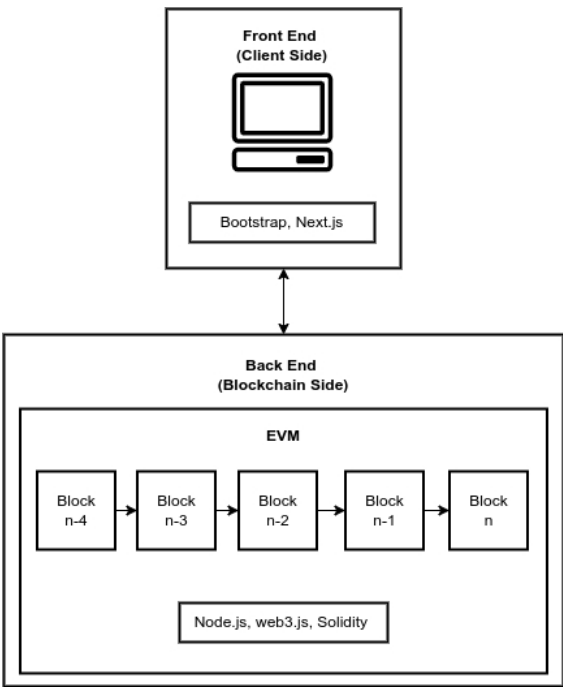 Front End
(Client Side)
Bootstrap, Next.js
Back End
(Blockchain Side)
EVM
Block
n-4
Block
n-3
Block
n-2
Block
n-1
Block
n
Node.js, web3.js, Solidity